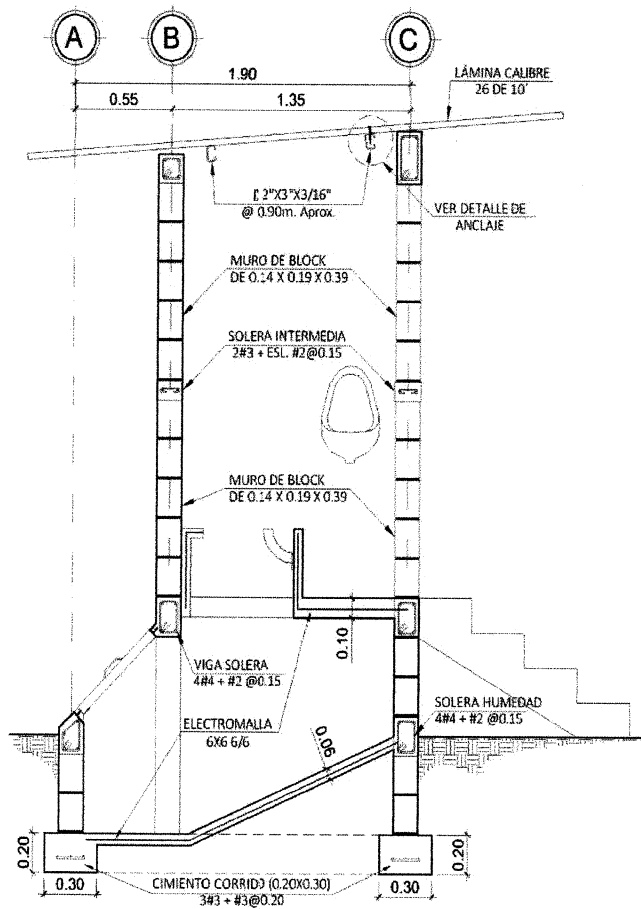 A
B
C
1.90
0.55
1.35
LÁMINA CALIBRE
26 DE 10'
2"X3"X3/16"
@ 0.90m. Aprox.
VER DETALLE DE
ANCLAJE
MURO DE BLOCK
DE 0.14 X 0.19 X 0.39
SOLERA INTERMEDIA
2#3 + ESL. #2@0.15
MURO DE BLOCK
DE 0.14 X 0.19 X 0.39
0.10
VIGA SOLERA
4#4 + #2 @0.15
SOLERA HUMEDAD
4#4 + #2 @0.15
ELECTROMALLA
6X6 6/6
0.06
0.20
0.20
0.30
CIMIENTO CORRIDO (0.20X0.30)
3#3 + #3@0.20
0.30